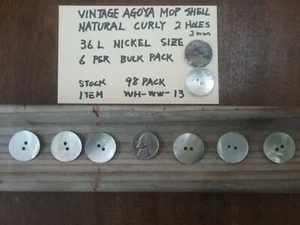 VINTAGE AGOYA MOP SHELL
NATURAL CURLY 2 HOLES
2mm
36 L NICKEL SIZE
6 PER BULK PACK
STOCK 98 PACK
ITEM WH-WW-13